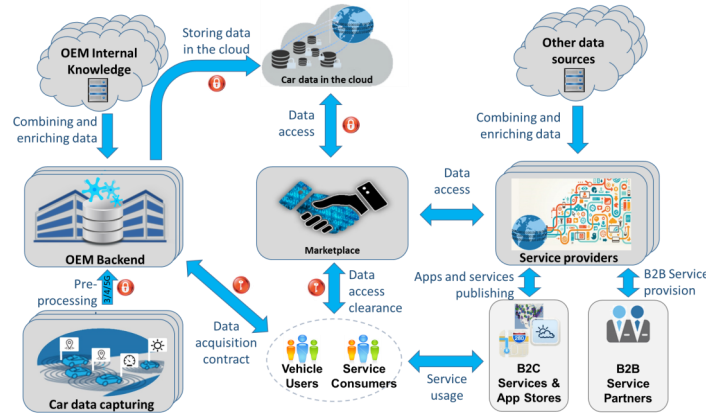 OEM Internal
Knowledge
Storing data
in the cloud
Car data in the cloud
Other data
sources
Combining and
enriching data
Data
access
Combining and
enriching data
OEM Backend
Marketplace
Data
access
Service providers
Pre-
processing
3/4/5G
Data
access
clearance
Apps and services
publishing
B2B Service
provision
Data
acquisition
contract
Car data capturing
Vehicle
Users
Service
Consumers
Service
usage
280
B2C
Services &
App Stores
B2B
Service
Partners